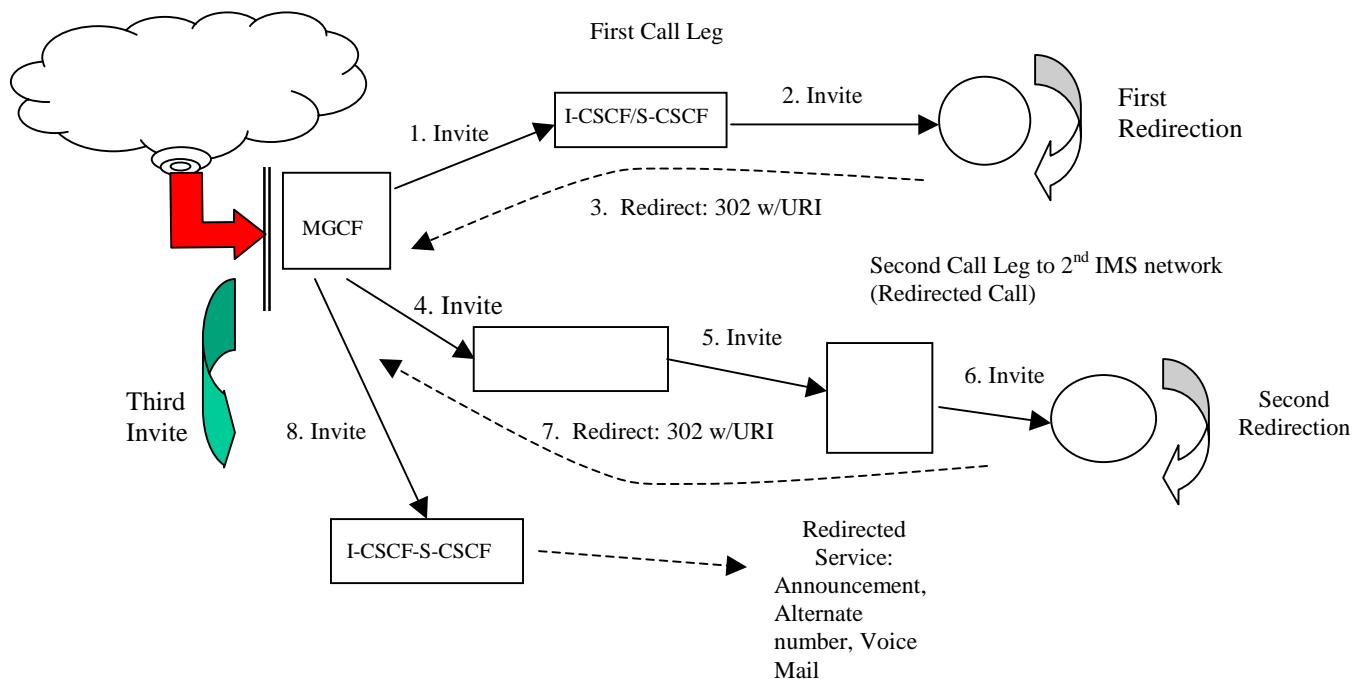 First Call Leg
2. Invite
I-CSCF/S-CSCF
First
Redirection
1. Invite
MGCF
3. Redirect: 302 w/URI
Second Call Leg to 2nd IMS network
(Redirected Call)
4. Invite
5. Invite
6. Invite
Third
Invite
8. Invite
7. Redirect: 302 w/URI
Second
Redirection
I-CSCF-S-CSCF
Redirected
Service:
Announcement,
Alternate
number, Voice
Mail